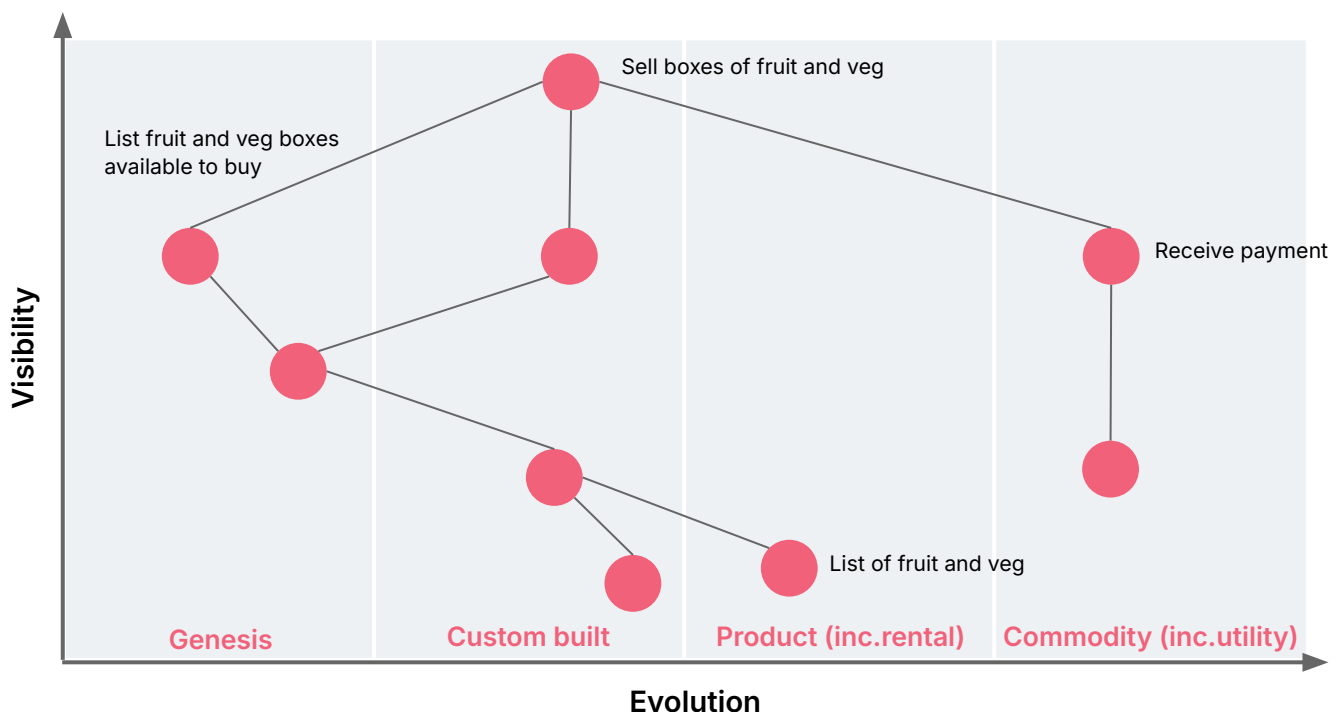 Sell boxes of fruit and veg
List fruit and veg boxes
available to buy
Receive payment
Visibility
List of fruit and veg
Genesis
Custom built
Product (inc.rental)
Commodity (inc.utility)
Evolution